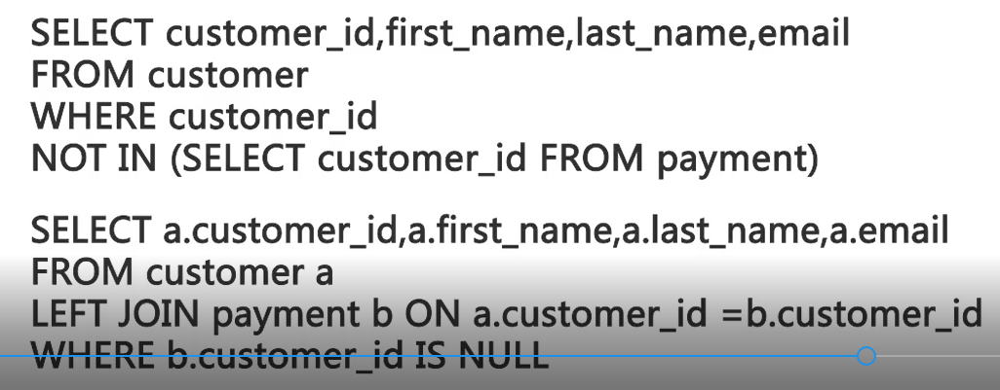 SELECT customer_id,first_name,last_name,email
FROM customer
WHERE customer_id
NOT IN (SELECT customer_id FROM payment)
SELECT a.customer_id,a.first_name,a.last_name,a.email
FROM customer a
LEFT JOIN payment b ON a.customer_id =b.customer_id
WHERE b.customer_id IS NULL